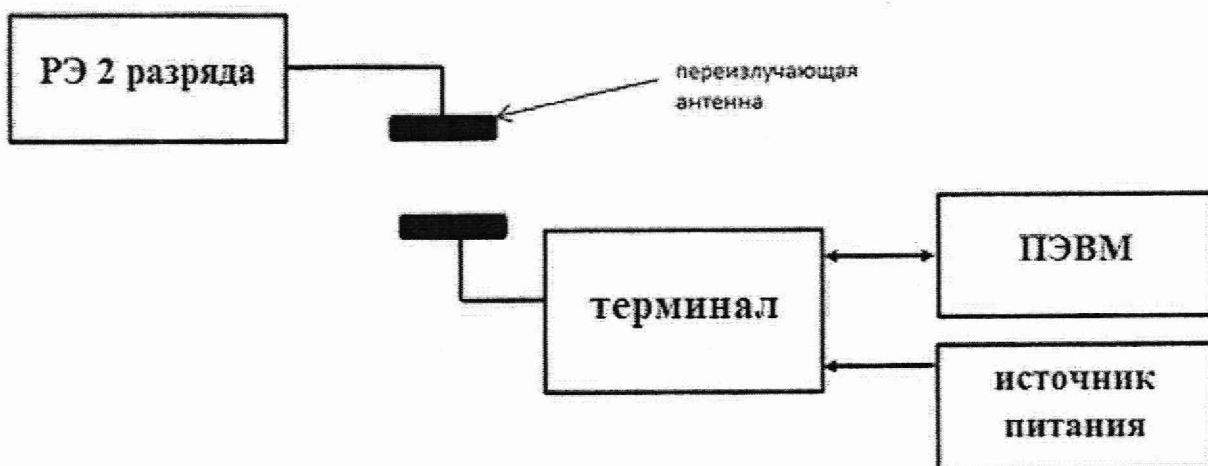 РЭ 2 разряда
переизлучающая
антенна
терминал
ПЭВМ
источник
питания